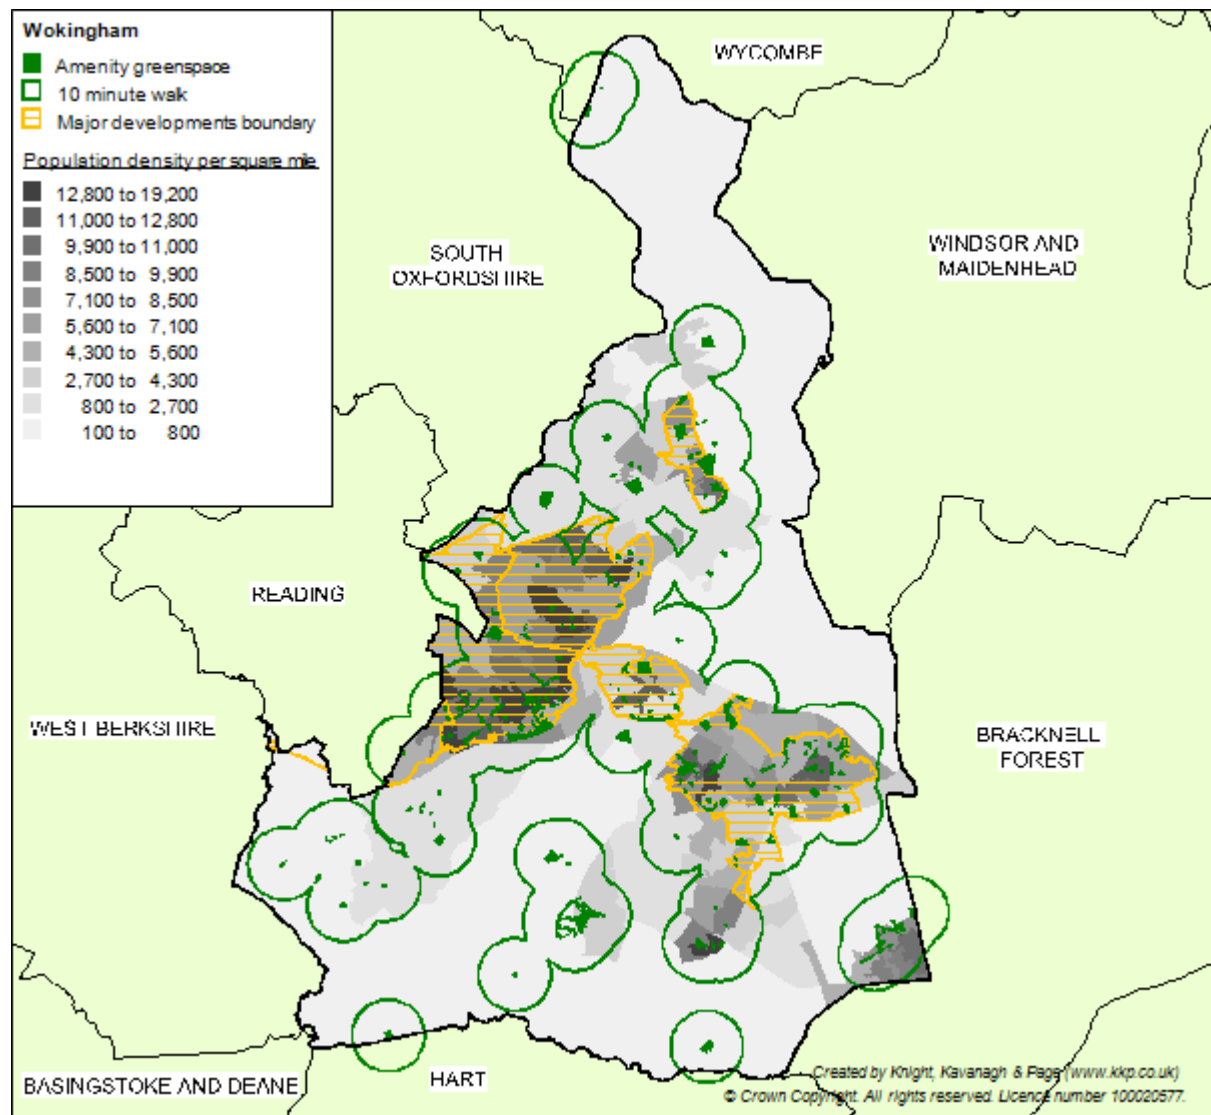 Wokingham
Amenity greenspace
10 minute walk
Major developments boundary
Population density per square mile
12,800 to 19,200
11,000 to 12,800
9,900 to 11,000
8,500 to 9,900
7,100 to 8,500
5,600 to 7,100
4,300 to 5,600
2,700 to 4,300
800 to 2,700
100 to 800
WYCOMBE
SOUTH
OXFORDSHIRE
WINDSOR AND
MAIDENHEAD
READING
WEST BERKSHIRE
BRACKNELL
FOREST
BASINGSTOKE AND DEANE
HART
Created by Knight, Kavanagh & Page (www.kkp.co.uk)
© Crown Copyright. All rights reserved. Licence number 100020577.